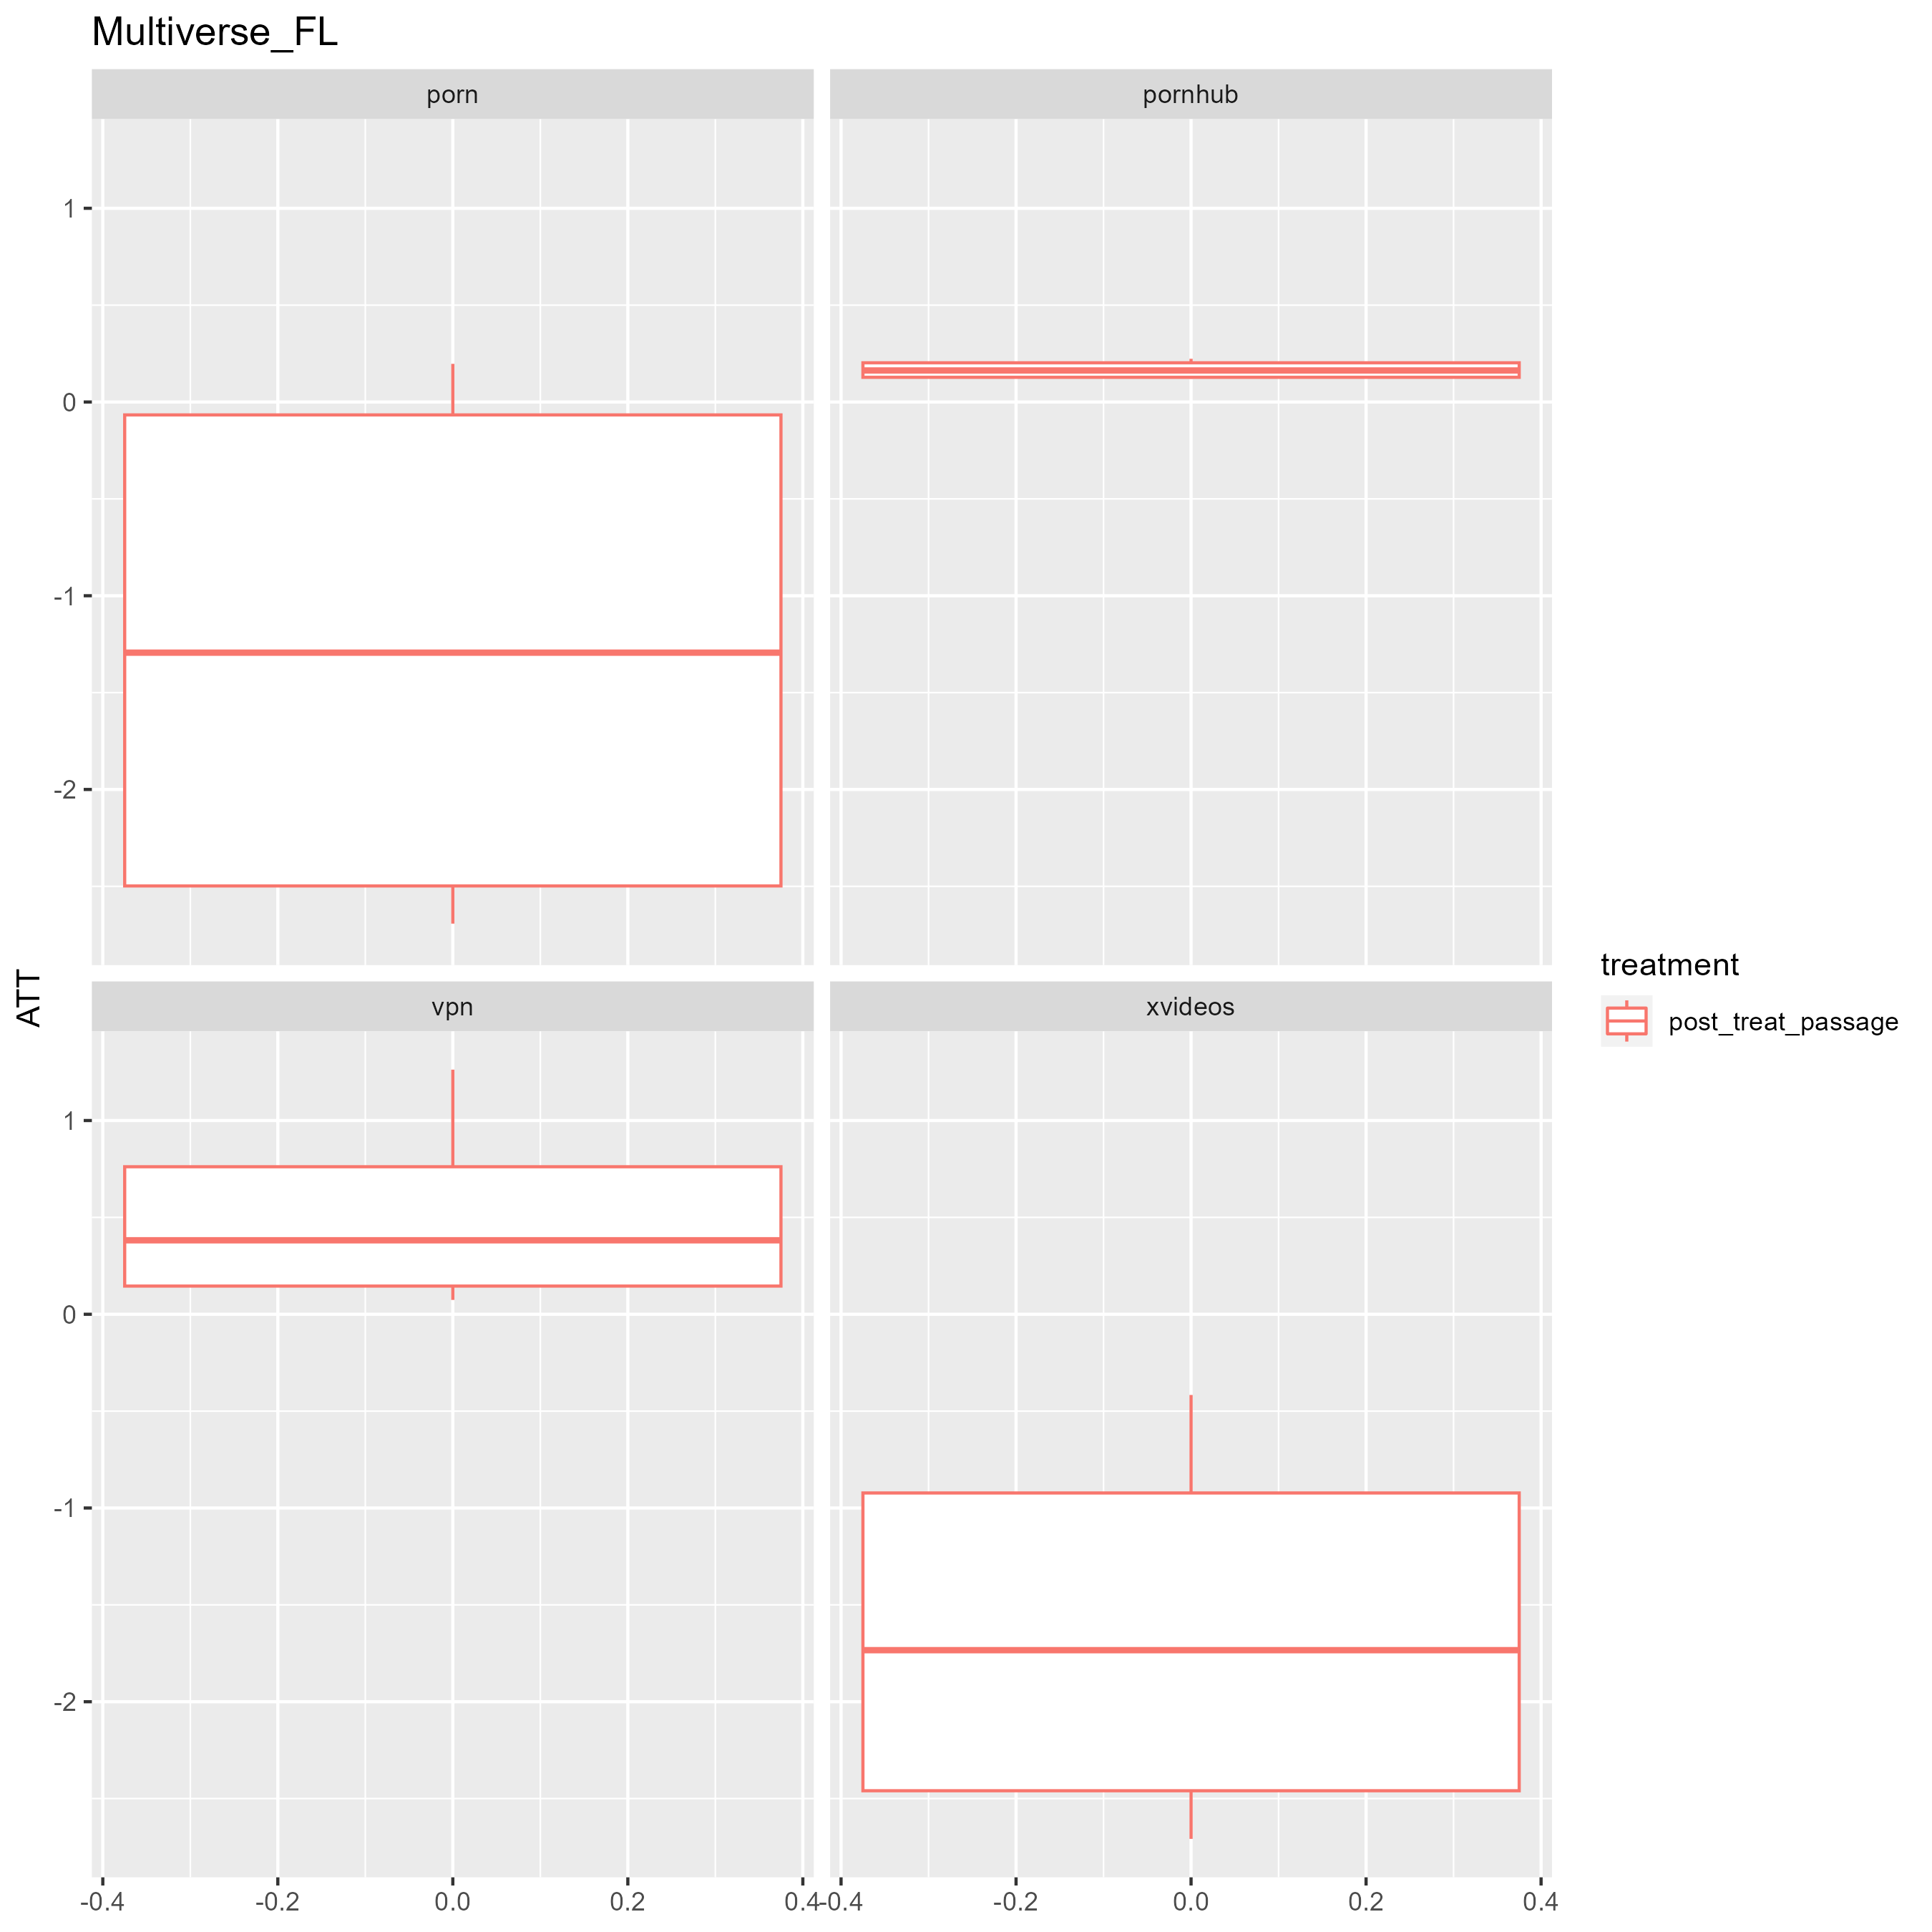 Multiverse_FL
porn
pornhub
1
0
-1
-2
ATT
vpn
xvideos
1
0
-1
-2
-0.4
-0.2
0.0
0.2
0.4
-0.4
-0.2
0.0
0.2
0.4
treatment
post_treat_passage